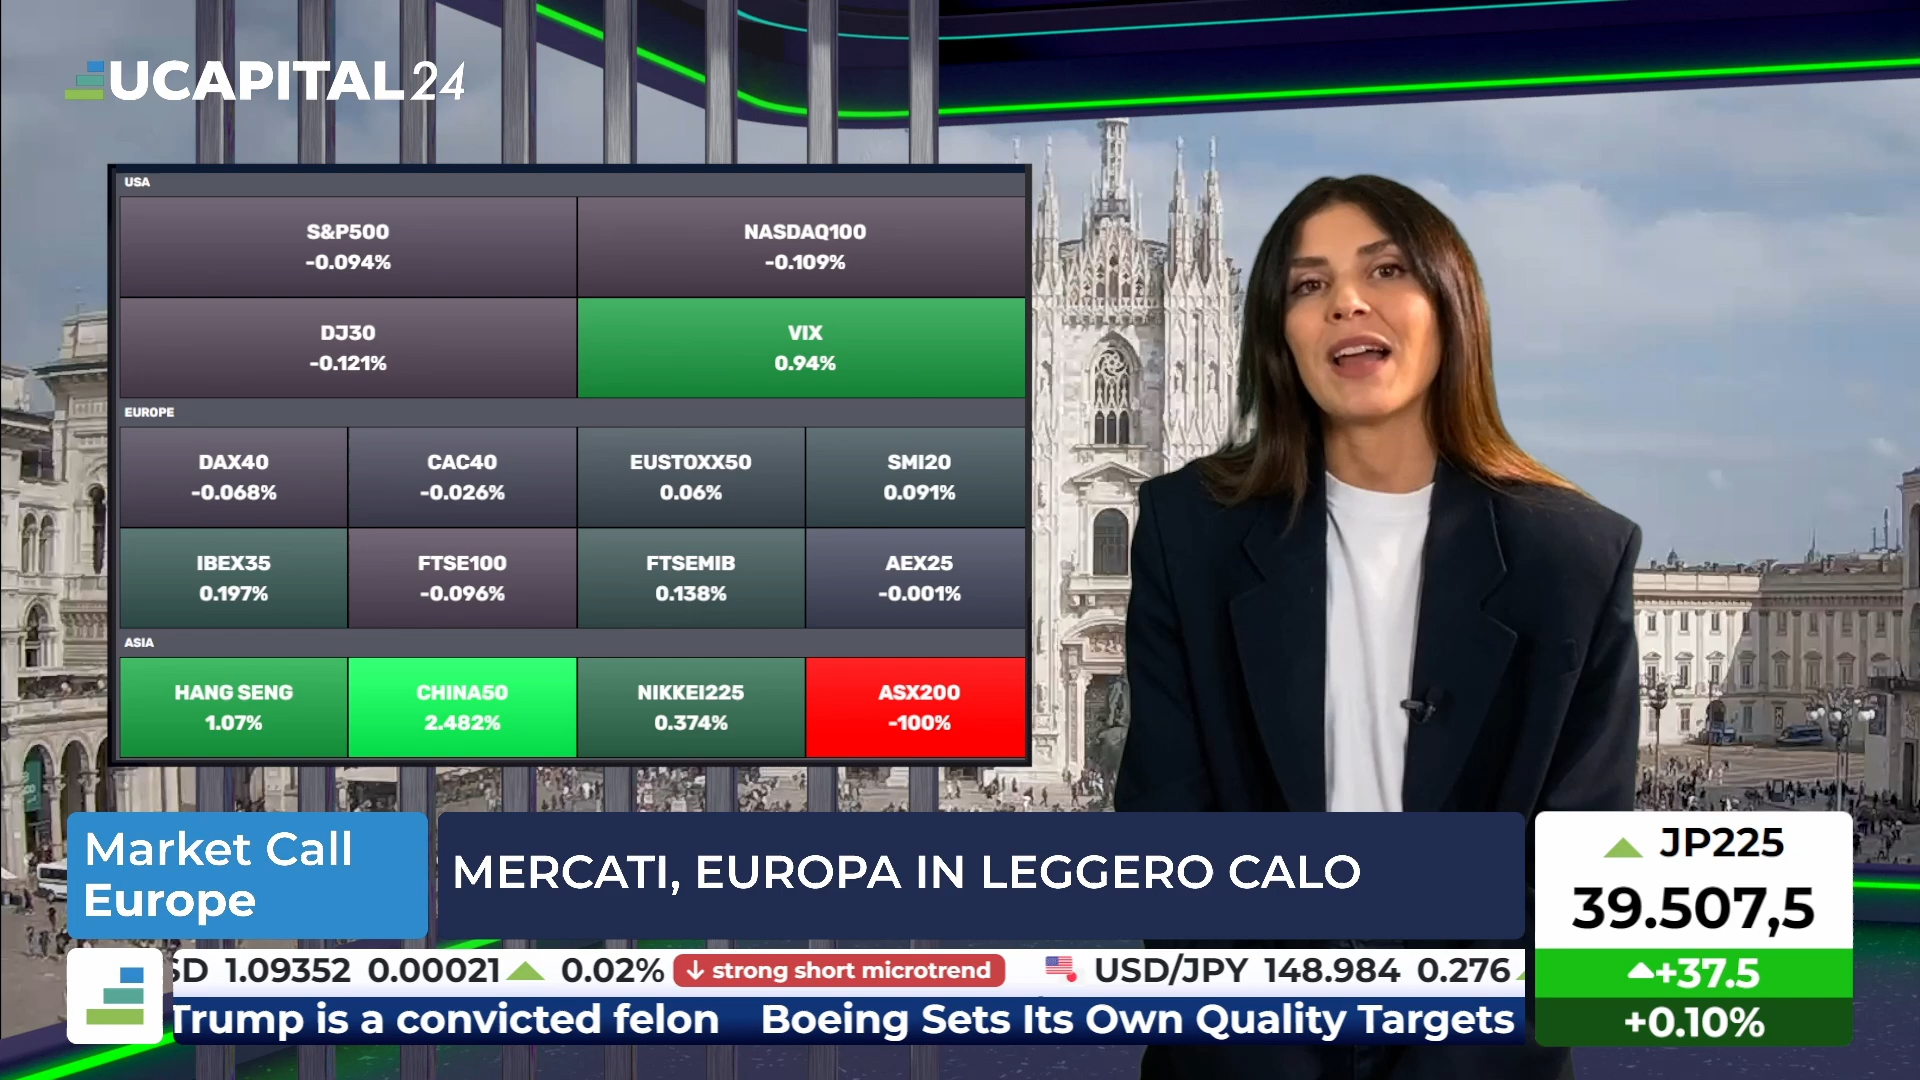 UCAPITAL24
USA
S&P500
-0.094%
NASDAQ100
-0.109%
DJ30
-0.121%
VIX
0.94%
EUROPE
DAX40
-0.068%
CAC40
-0.026%
EUSTOXX50
0.06%
SMI20
0.091%
IBEX35
0.197%
FTSE100
-0.096%
FTSEMIB
0.138%
AEX25
-0.001%
ASIA
HANG SENG
1.07%
CHINA50
2.482%
NIKKEI225
0.374%
ASX200
-100%
Market Call
Europe
MERCATI, EUROPA IN LEGGERO CALO
JP225
39.507,5
+37.5
+0.10%
SD 1.09352 0.00021 0.02% ↓ strong short microtrend USD/JPY 148.984 0.276
Trump is a convicted felon Boeing Sets Its Own Quality Targets